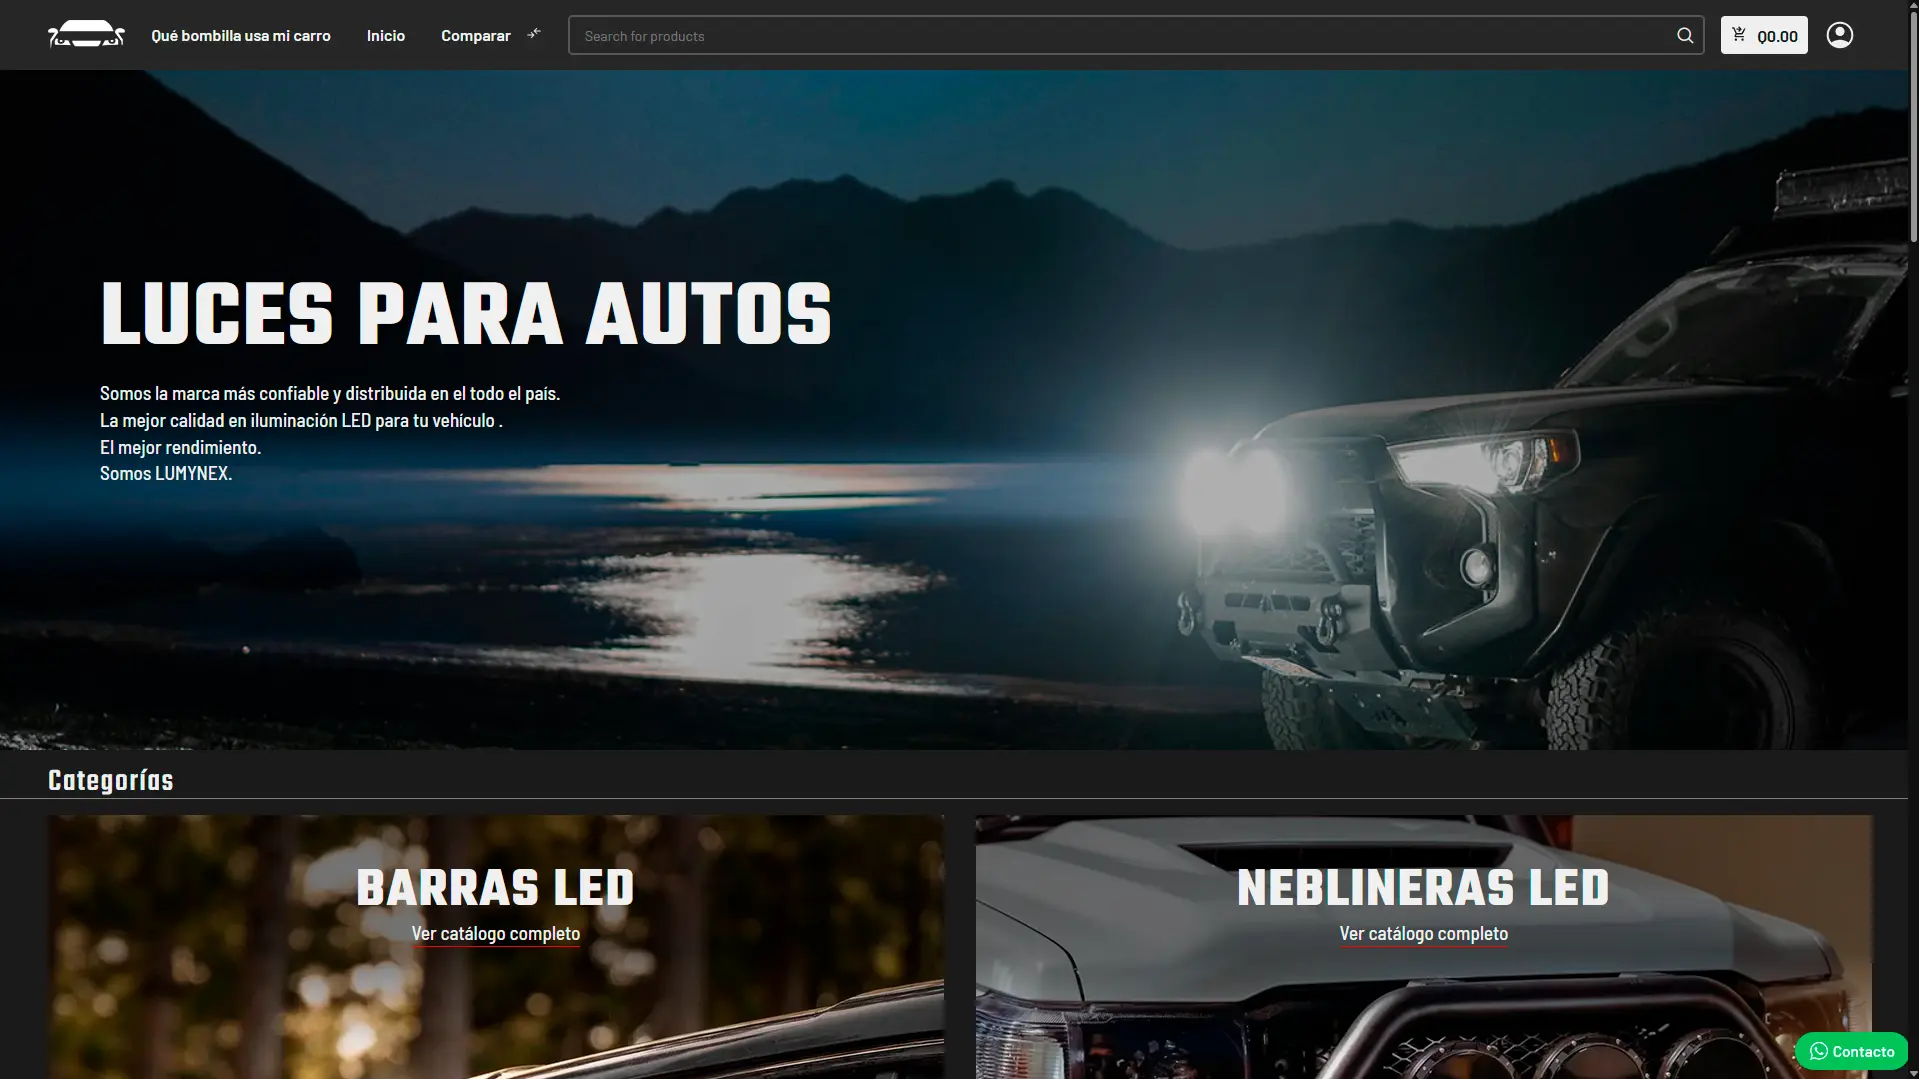 Qué bombilla usa mi carro
Inicio
Comparar
Search for products
Q0.00
LUCES PARA AUTOS
Somos la marca más confiable y distribuida en el todo el país.
La mejor calidad en iluminación LED para tu vehículo .
El mejor rendimiento.
Somos LUMYNEX.
Categorías
BARRAS LED
Ver catálogo completo
NEBLINERAS LED
Ver catálogo completo
Contacto